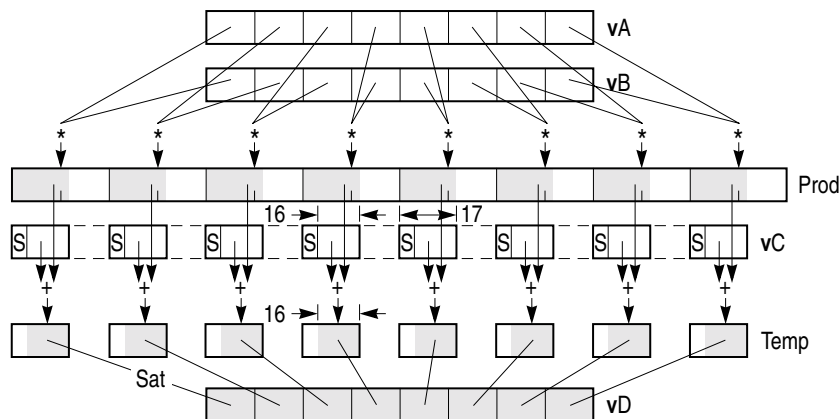 vA
vB
* * * * * * * *
Prod
16 17
S S S S S S S S vC
+ + + + + + + +
16
Temp
Sat
vD